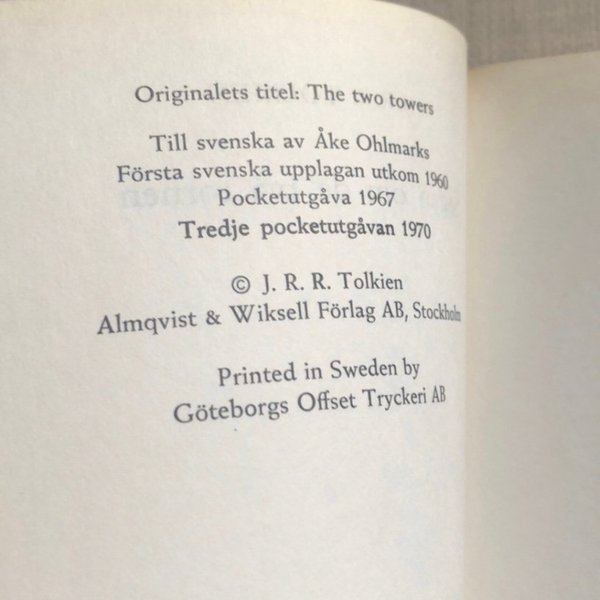 Originalets titel: The two towers
Till svenska av Åke Ohlmarks
Första svenska upplagan utkom 1960
Pocketutgåva 1967
Tredje pocketutgåvan 1970
© J. R. R. Tolkien
Almqvist & Wiksell Förlag AB, Stockholm
Printed in Sweden by
Göteborgs Offset Tryckeri AB